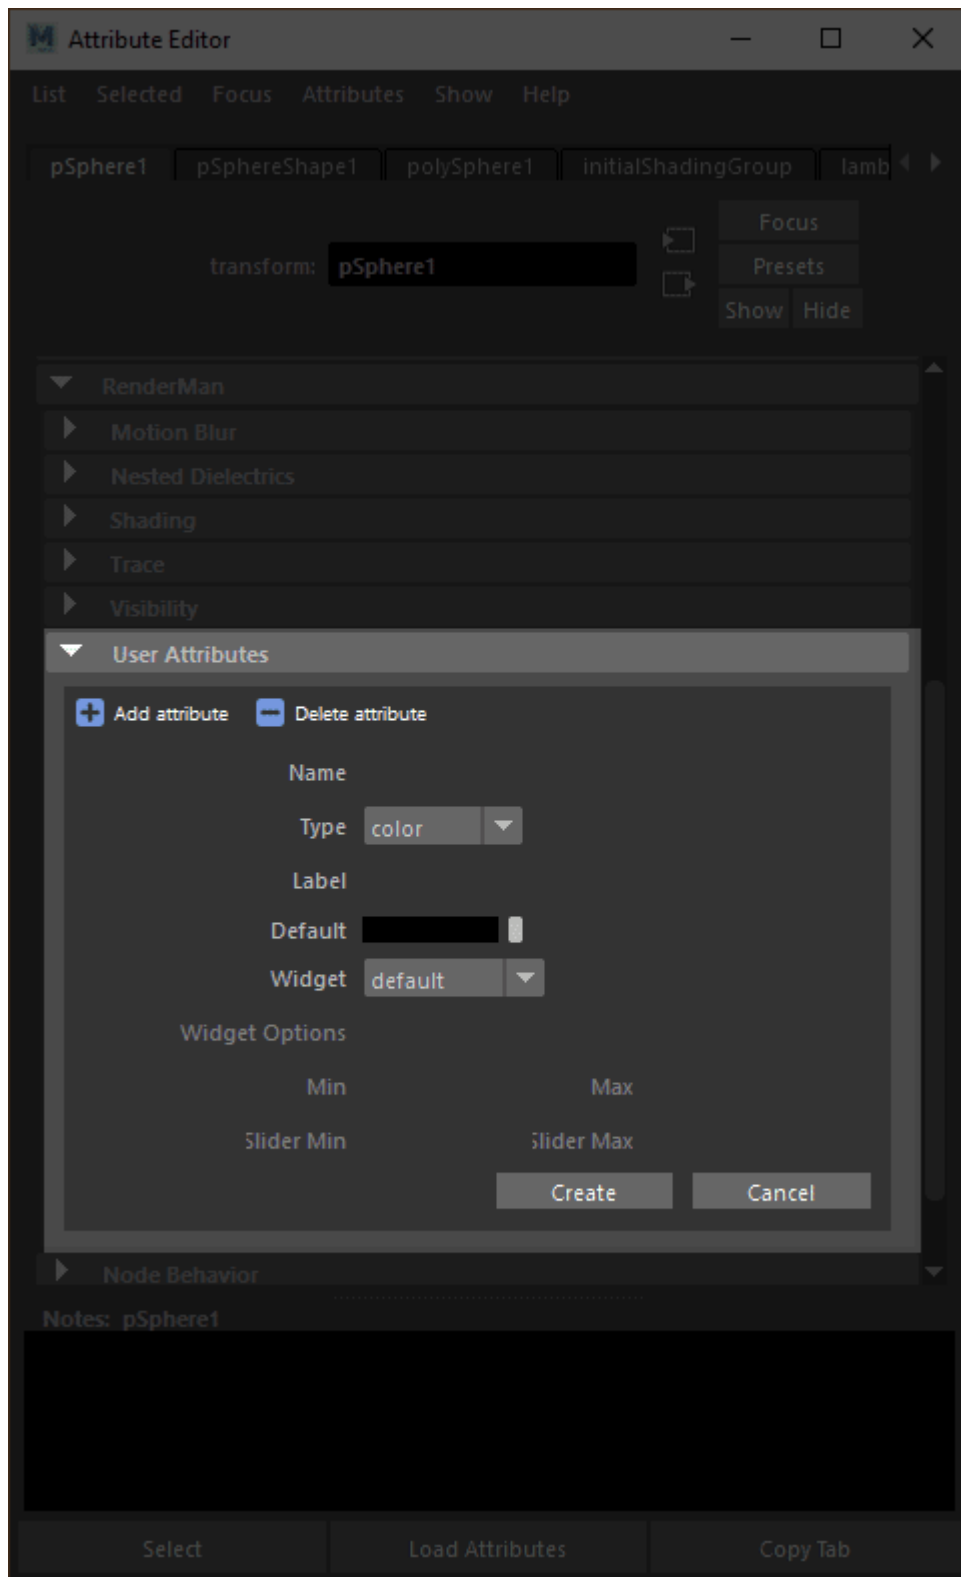 Attribute Editor
List Selected Focus Attributes Show Help
pSphere1 pSphereShape1 polySphere1 initialShadingGroup lamb
Focus
transform: pSphere1 Presets
Show Hide
RenderMan
Motion Blur
Nested Dielectrics
Shading
Trace
Visibility
User Attributes
Add attribute Delete attribute
Name
Type color
Label
Default
Widget default
Widget Options
Min Max
Slider Min Slider Max
Create Cancel
Node Behavior
Notes: pSphere1
Select Load Attributes Copy Tab